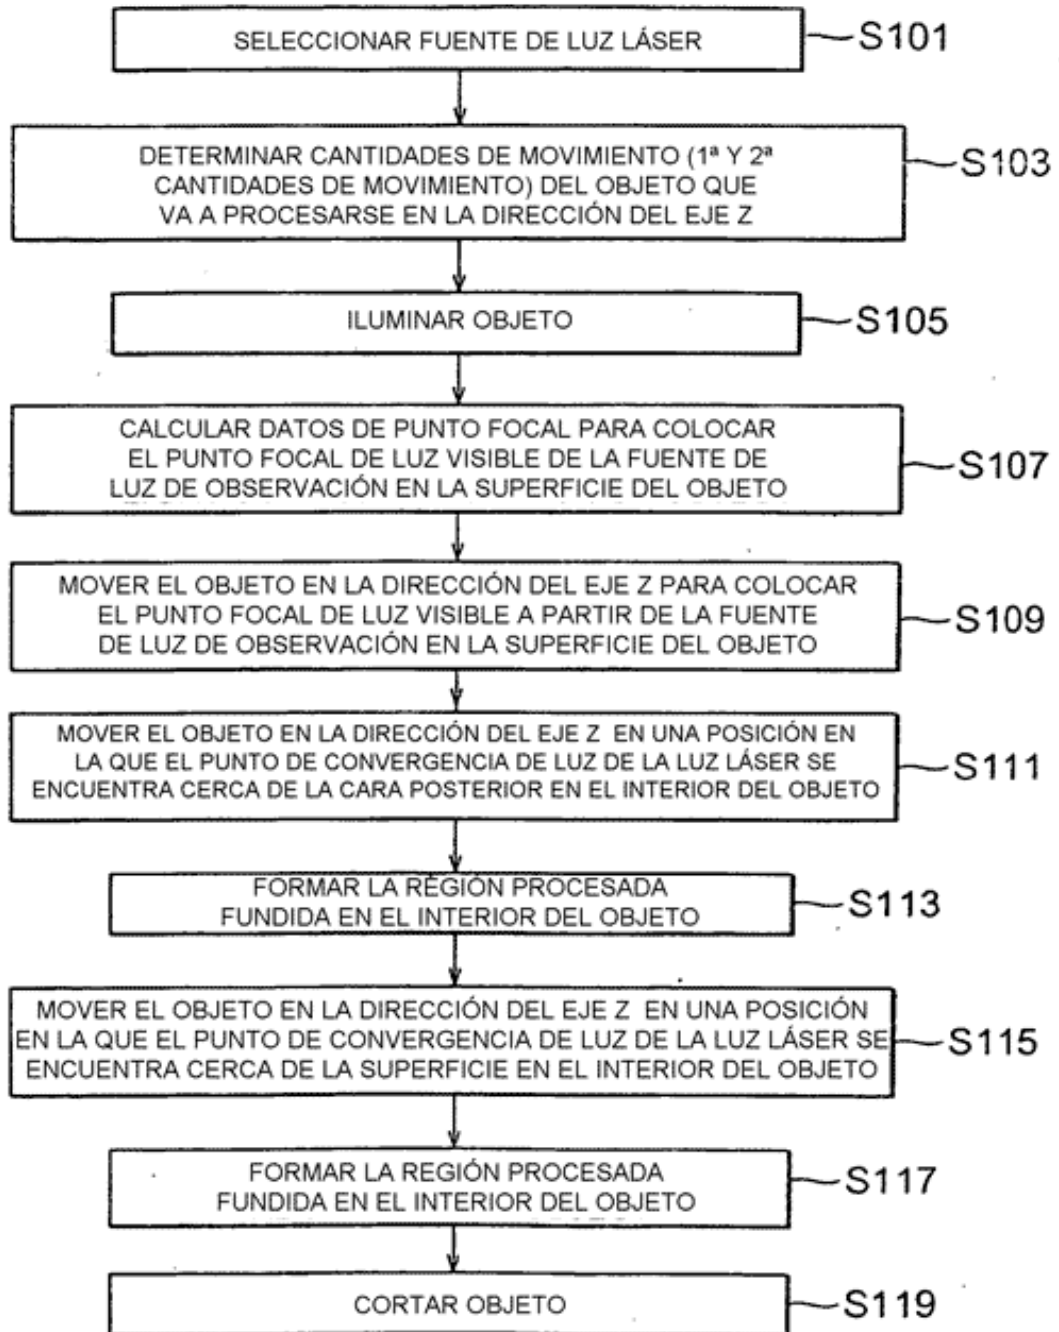 SELECCIONAR FUENTE DE LUZ LÁSER
S101
DETERMINAR CANTIDADES DE MOVIMIENTO (1ª Y 2ª
CANTIDADES DE MOVIMIENTO) DEL OBJETO QUE
VA A PROCESARSE EN LA DIRECCIÓN DEL EJE Z
S103
ILUMINAR OBJETO
S105
CALCULAR DATOS DE PUNTO FOCAL PARA COLOCAR
EL PUNTO FOCAL DE LUZ VISIBLE DE LA FUENTE DE
LUZ DE OBSERVACIÓN EN LA SUPERFICIE DEL OBJETO
S107
MOVER EL OBJETO EN LA DIRECCIÓN DEL EJE Z PARA COLOCAR
EL PUNTO FOCAL DE LUZ VISIBLE A PARTIR DE LA FUENTE
DE LUZ DE OBSERVACIÓN EN LA SUPERFICIE DEL OBJETO
S109
MOVER EL OBJETO EN LA DIRECCIÓN DEL EJE Z EN UNA POSICIÓN EN
LA QUE EL PUNTO DE CONVERGENCIA DE LUZ DE LA LUZ LÁSER SE
ENCUENTRA CERCA DE LA CARA POSTERIOR EN EL INTERIOR DEL OBJETO
S111
FORMAR LA REGIÓN PROCESADA
FUNDIDA EN EL INTERIOR DEL OBJETO
S113
MOVER EL OBJETO EN LA DIRECCIÓN DEL EJE Z EN UNA POSICIÓN
EN LA QUE EL PUNTO DE CONVERGENCIA DE LUZ DE LA LUZ LÁSER SE
ENCUENTRA CERCA DE LA SUPERFICIE EN EL INTERIOR DEL OBJETO
S115
FORMAR LA REGIÓN PROCESADA
FUNDIDA EN EL INTERIOR DEL OBJETO
S117
CORTAR OBJETO
S119